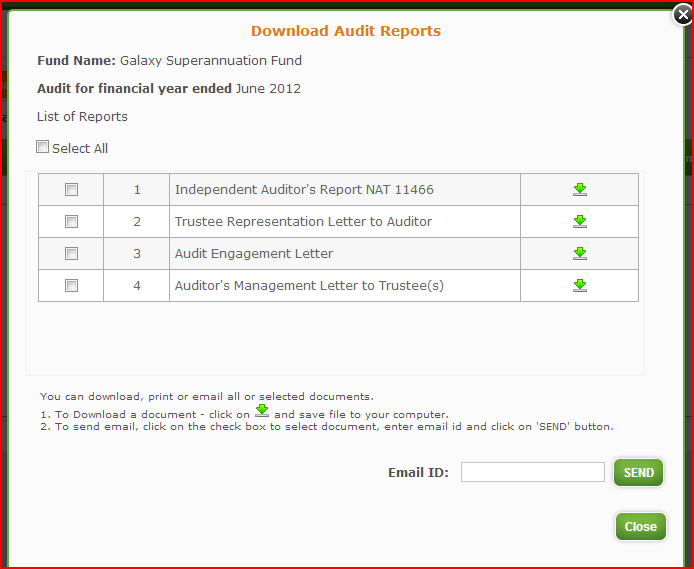 Download Audit Reports
Fund Name: Galaxy Superannuation Fund
Audit for financial year ended June 2012
List of Reports
Select All
1 Independent Auditor's Report NAT 11466
2 Trustee Representation Letter to Auditor
3 Audit Engagement Letter
4 Auditor's Management Letter to Trustee(s)
You can download, print or email all or selected documents.
1. To Download a document - click on and save file to your computer.
2. To send email, click on the check box to select document, enter email id and click on 'SEND' button.
Email ID: SEND
Close